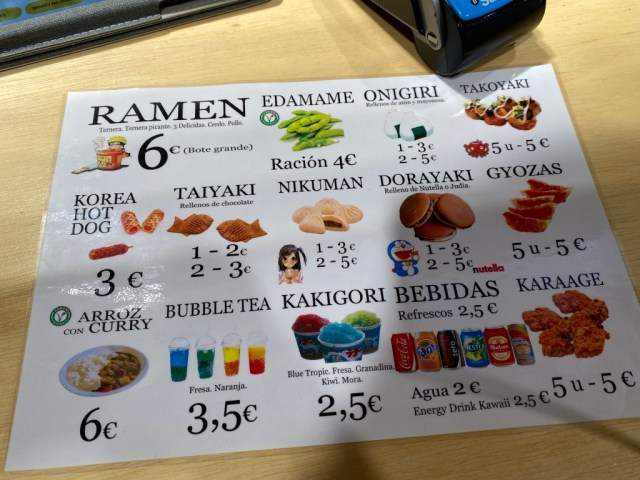 RAMEN
Ternera. Ternera picante. 3 Delicidas. Cerdo. Pollo.
6€ (Bote grande)
EDAMAME
Ración 4€
ONIGIRI
Rellenos de atún y mayonesa.
1 - 3€
2 - 5€
TAKOYAKI
5 u - 5€
KOREA
HOT
DOG
3 €
TAIYAKI
Rellenos de chocolate
1 - 2€
2 - 3€
NIKUMAN
1 - 3€
2 - 5€
DORAYAKI
Relleno de Nutella o Judía.
1 - 3€
2 - 5€
nutella
GYOZAS
5 u - 5€
ARROZ
CON CURRY
6€
BUBBLE TEA
Fresa. Naranja.
3,5€
KAKIGORI
Blue Tropic. Fresa. Granadina.
Kiwi. Mora.
2,5€
BEBIDAS
Refrescos 2,5€
Agua 2 €
Energy Drink Kawaii 2,5€
KARAAGE
5 u - 5€